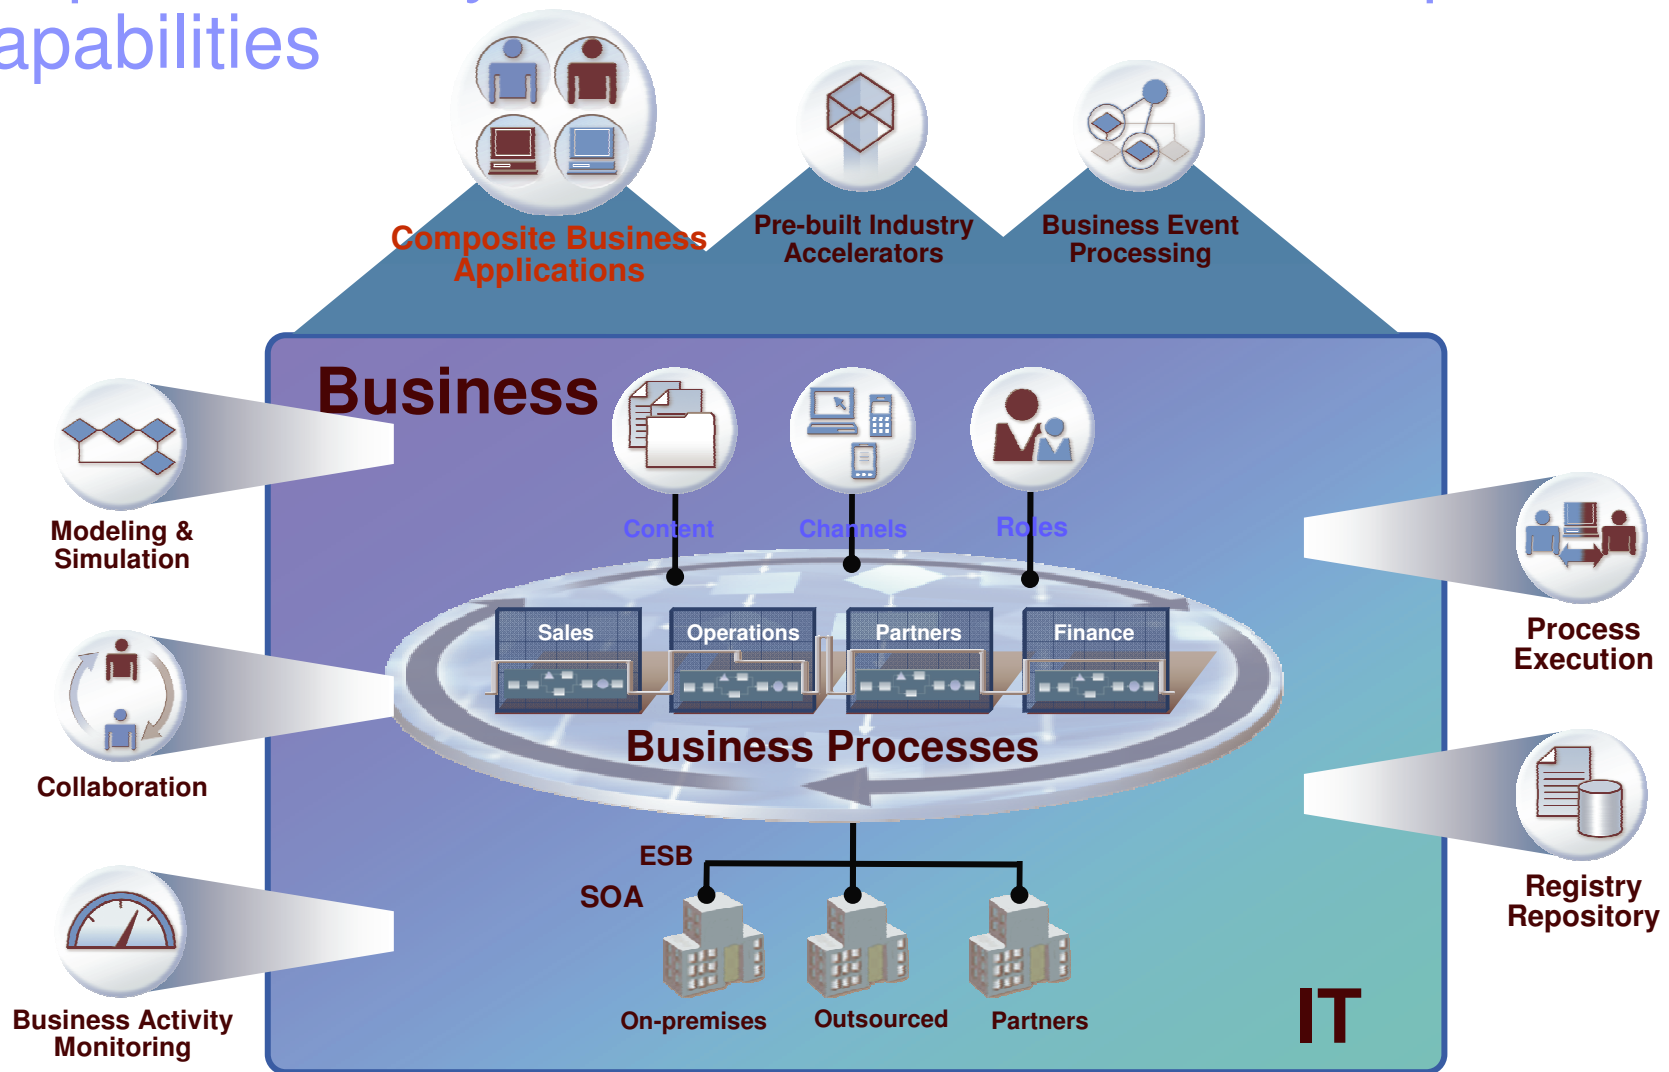 apabilities
Composite Business
Applications
Pre-built Industry
Accelerators
Business Event
Processing
Business
Modeling &
Simulation
Content
Channels
Roles
Process
Execution
Sales
Operations
Partners
Finance
Business Processes
Collaboration
ESB
SOA
Registry
Repository
On-premises
Outsourced
Partners
IT
Business Activity
Monitoring